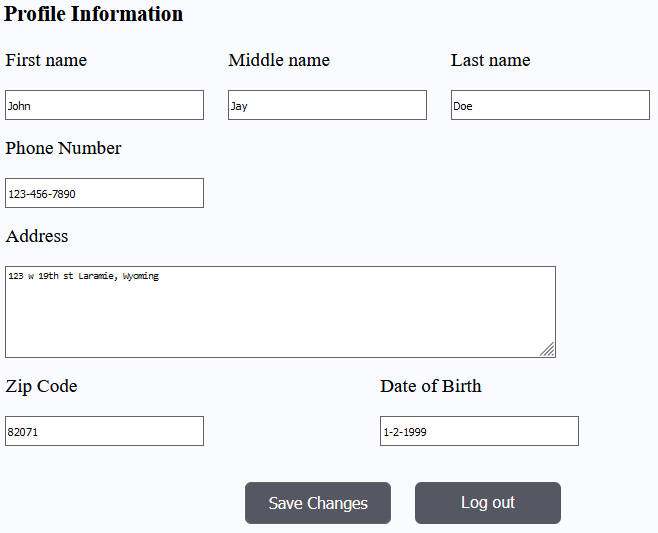 Profile Information
First name Middle name Last name
John Jay Doe
Phone Number
123-456-7890
Address
123 w 19th st Laramie, Wyoming
Zip Code Date of Birth
82071 1-2-1999
Save Changes Log out